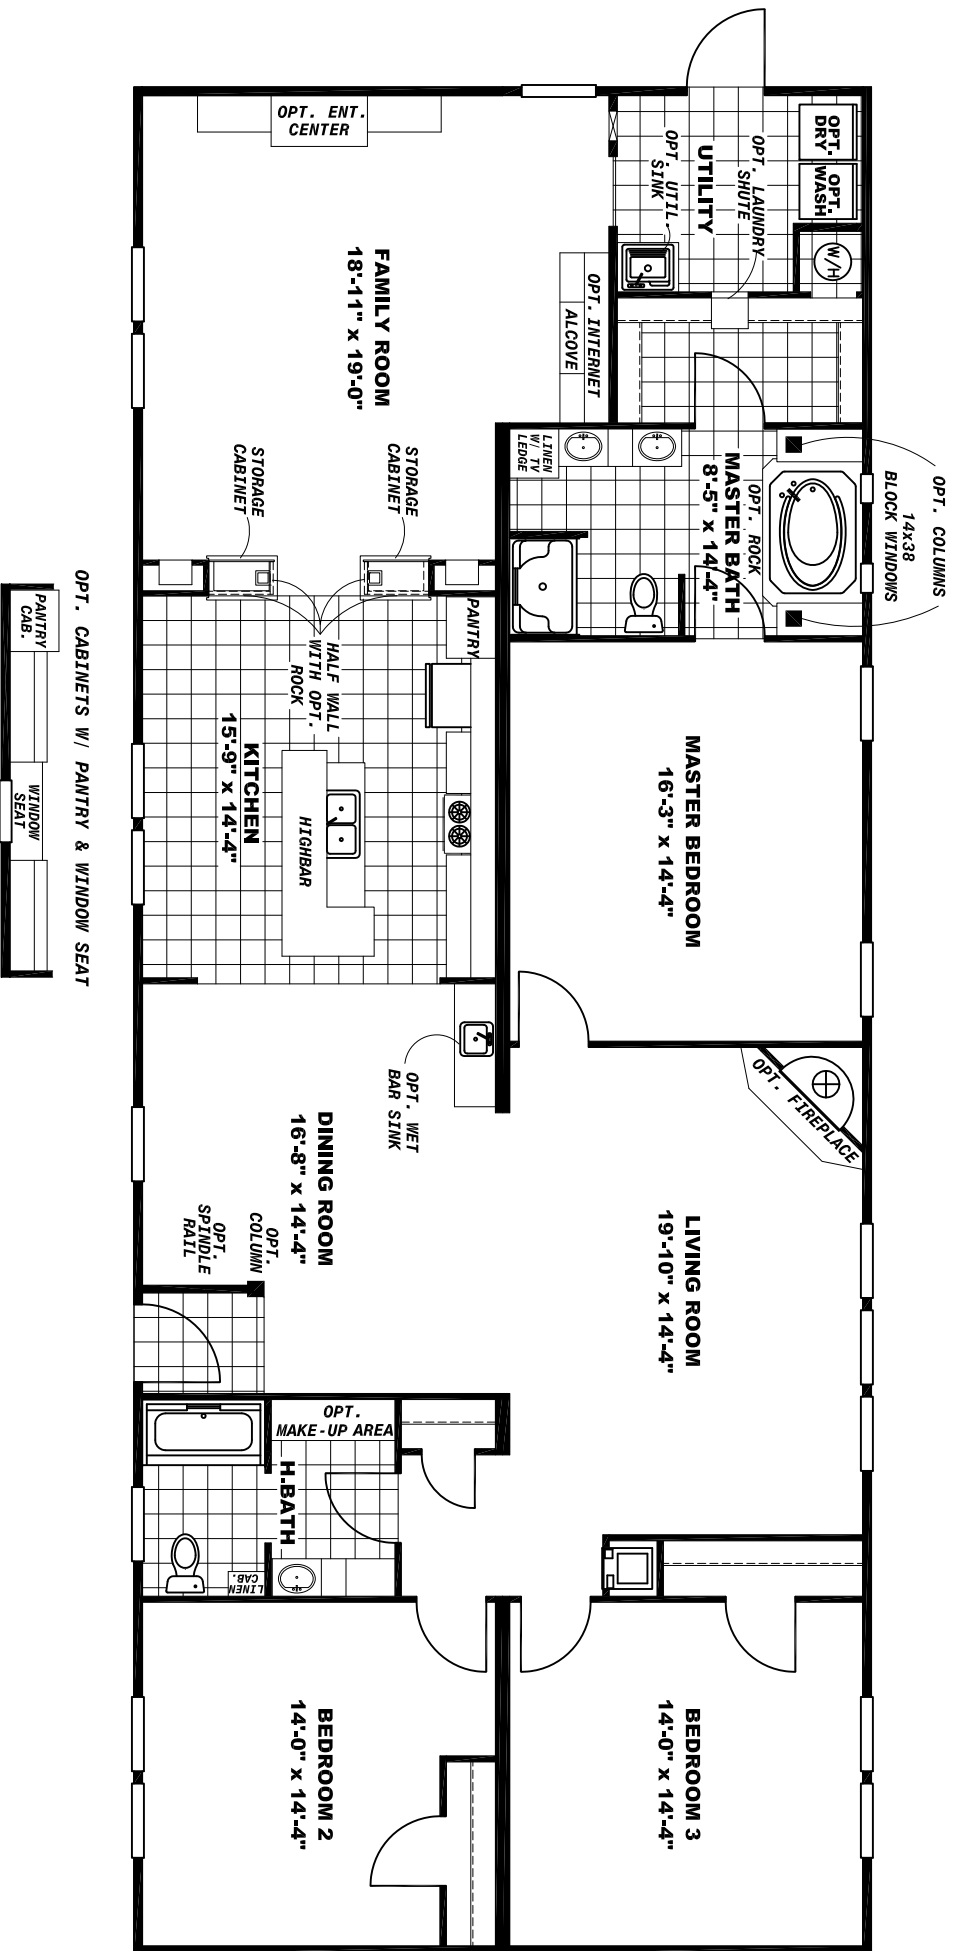 OPT. ENT.
CENTER
FAMILY ROOM
18'-11" x 19'-0"
UTILITY
OPT. UTIL.
SINK
OPT. LAUNDRY
SHUTE
OPT.
DRY.
OPT.
WASH
W/H
OPT. INTERNET
ALCOVE
STORAGE
CABINET
STORAGE
CABINET
LINEN
W/ TV
LEDGE
MASTER BATH
8'-5" x 14'-4"
OPT. ROCK
14x38
BLOCK WINDOWS
OPT. COLUMNS
PANTRY
HALF WALL
WITH OPT.
ROCK
KITCHEN
15'-9" x 14'-4"
HIGHBAR
MASTER BEDROOM
16'-3" x 14'-4"
OPT. CABINETS W/ PANTRY & WINDOW SEAT
PANTRY
CAB.
WINDOW
SEAT
OPT. WET
BAR SINK
DINING ROOM
16'-8" x 14'-4"
OPT. FIREPLACE
LIVING ROOM
19'-10" x 14'-4"
OPT.
COLUMN
OPT.
SPINDLE
RAIL
OPT.
MAKE-UP AREA
H.BATH
LINEN
CAB.
BEDROOM 2
14'-0" x 14'-4"
BEDROOM 3
14'-0" x 14'-4"